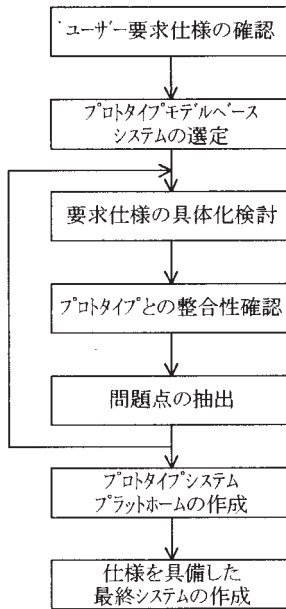 ユーザー要求仕様の確認
プロトタイプモデルベース
システムの選定
要求仕様の具体化検討
プロトタイプとの整合性確認
問題点の抽出
プロトタイプシステム
プラットホームの作成
仕様を具備した
最終システムの作成